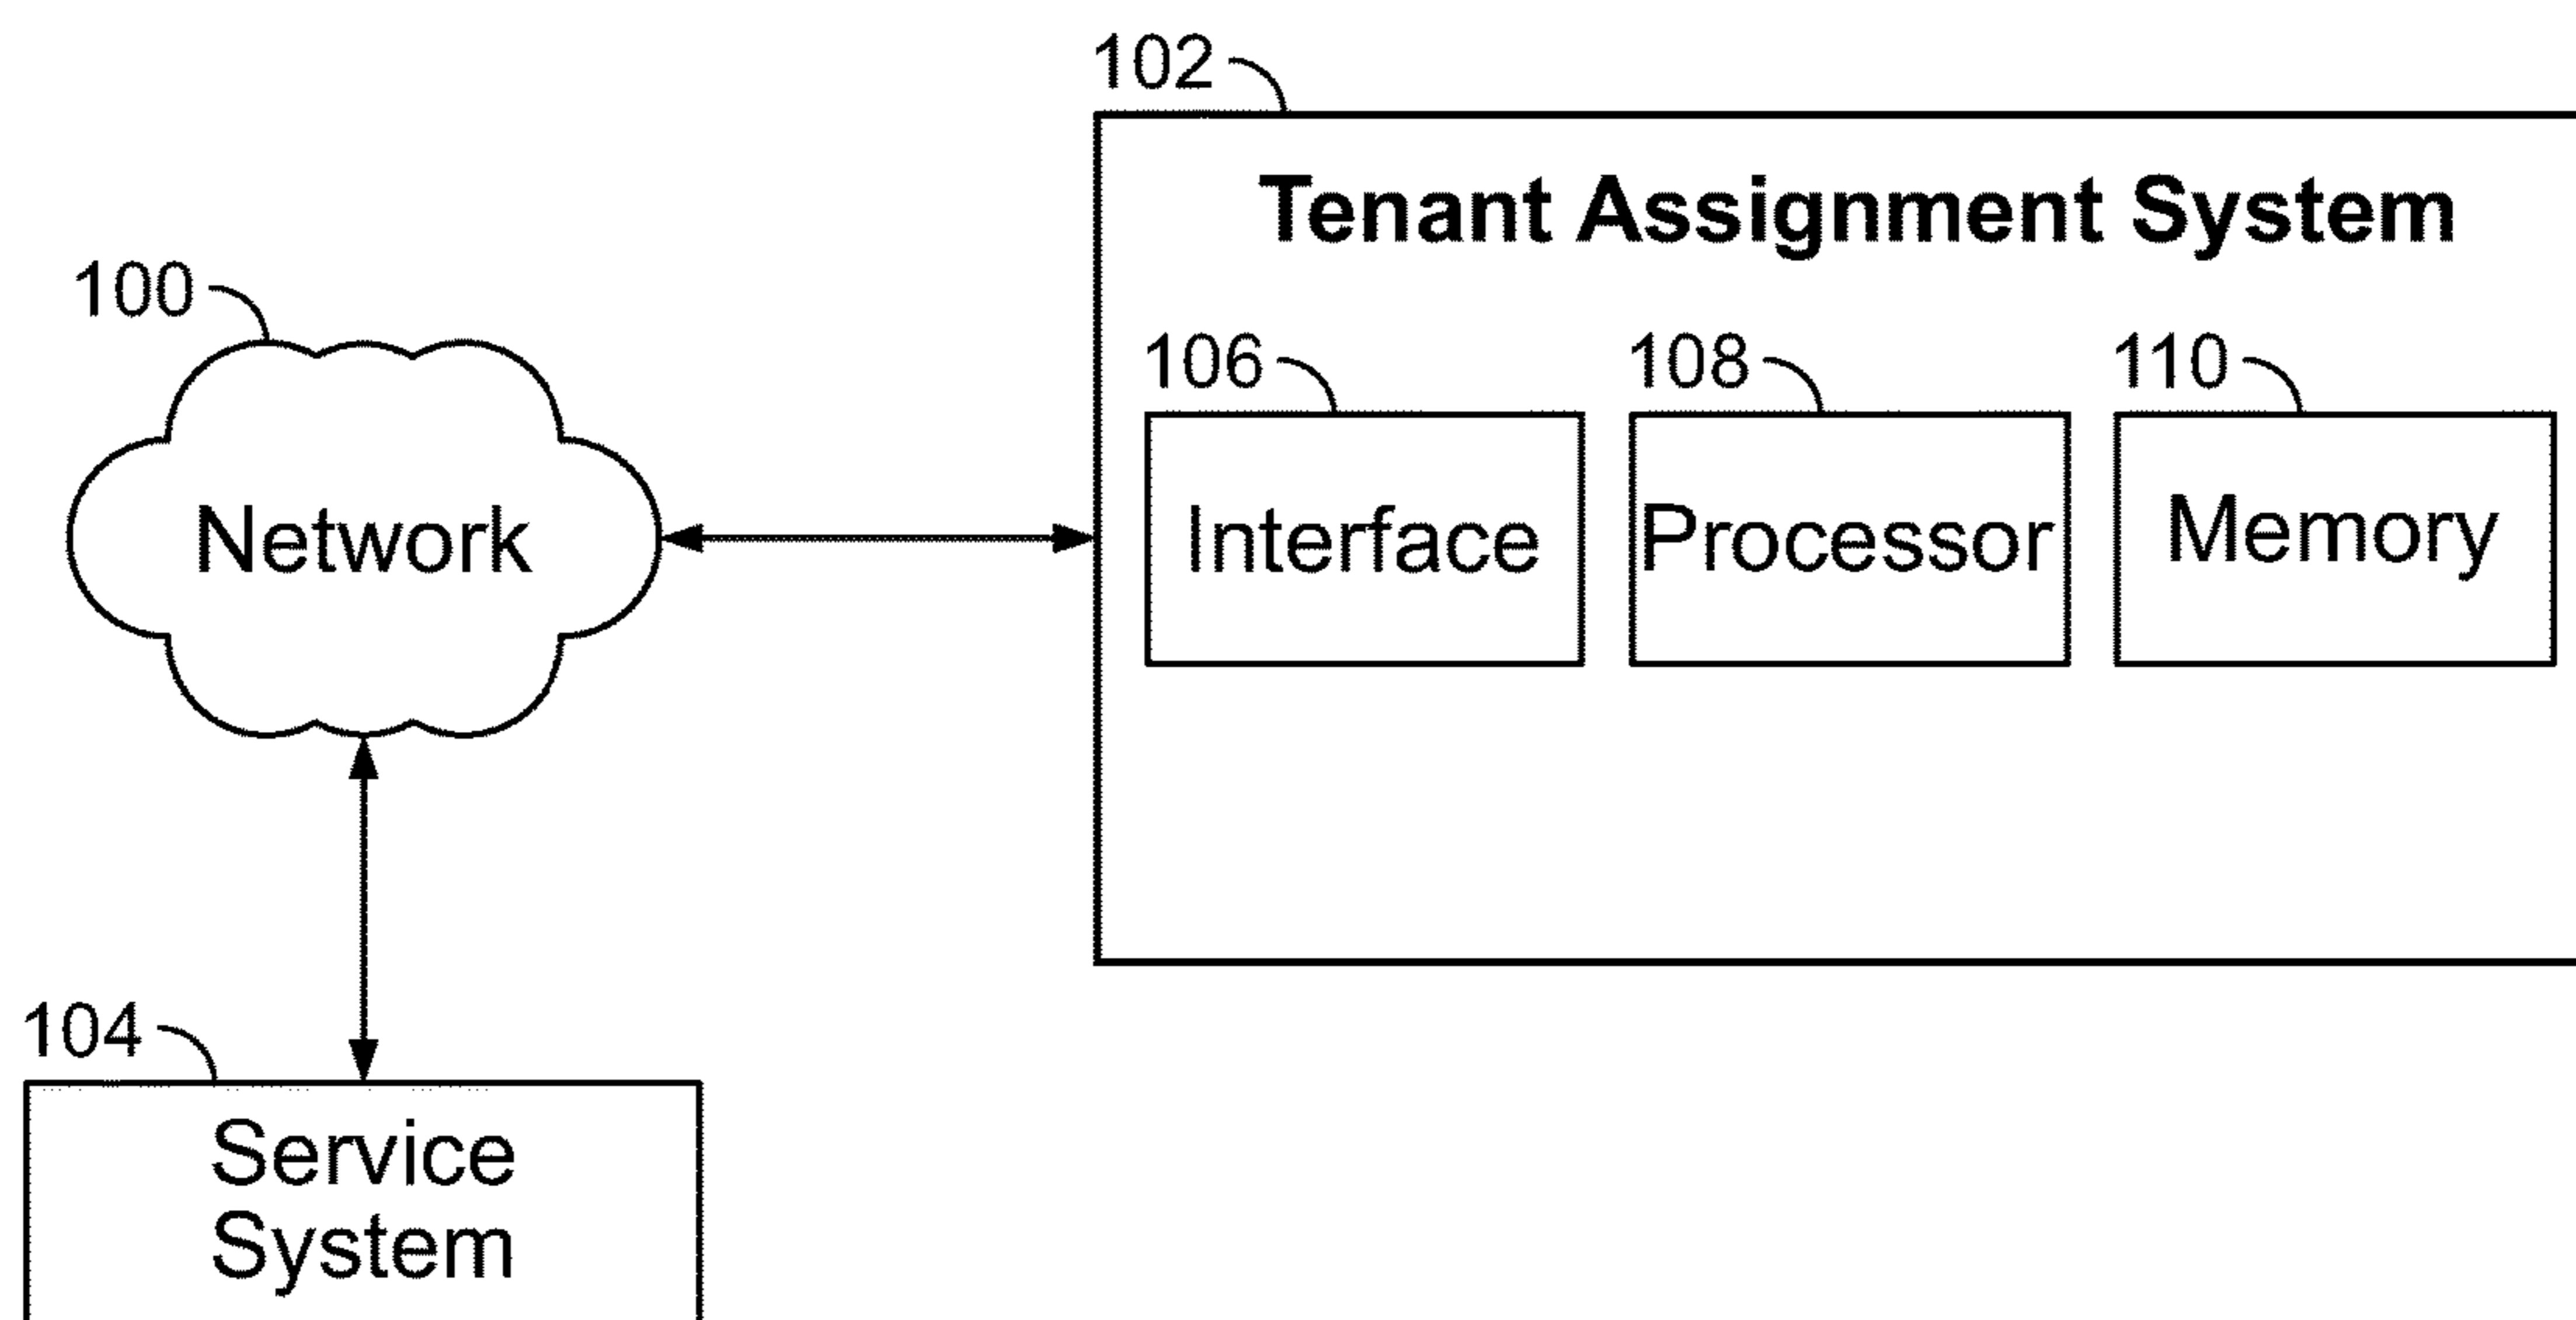 102
Tenant Assignment System
100
106
108
110
Network
Interface
Processor
Memory
104
Service
System